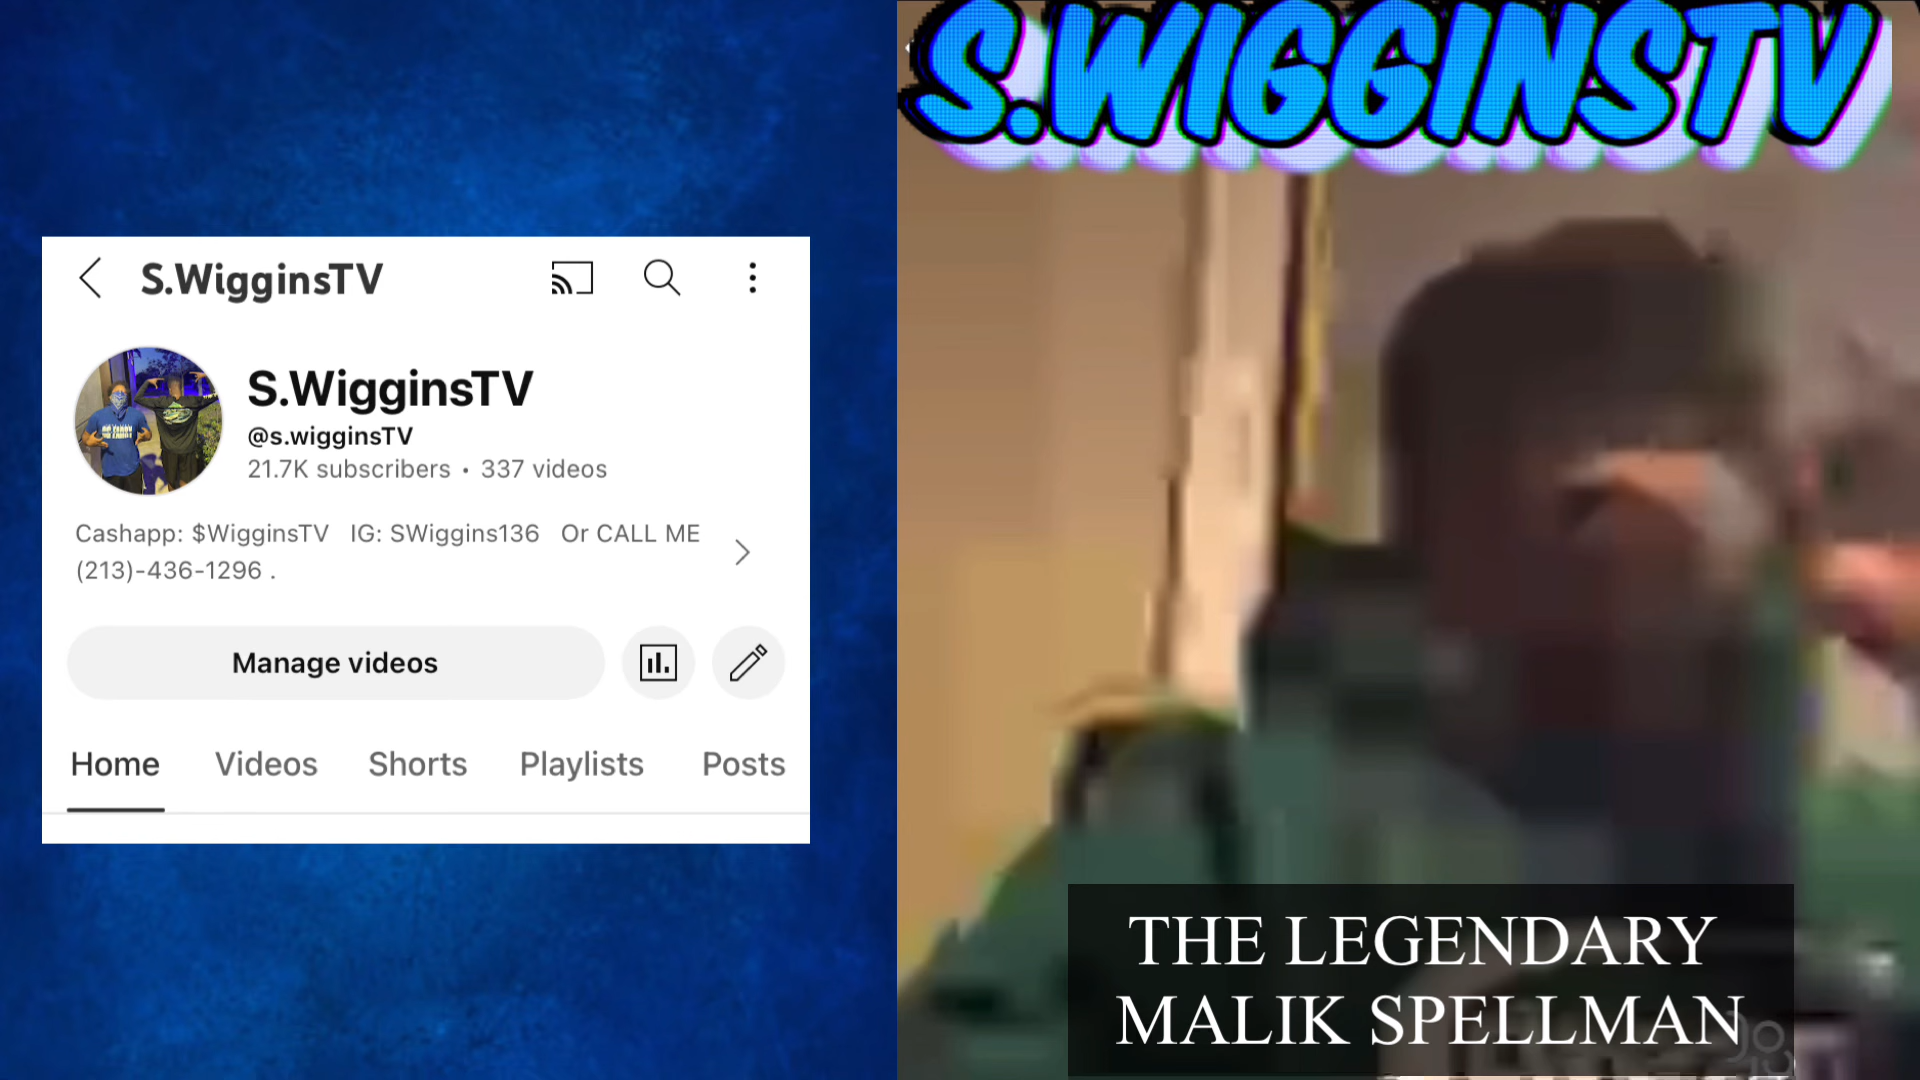 S.WigginsTV
S.WigginsTV
@s.wigginsTV
21.7K subscribers • 337 videos
Cashapp: $WigginsTV IG: SWiggins136 Or CALL ME
(213)-436-1296 .
Manage videos
Home Videos Shorts Playlists Posts
S.WIGGINSTV
THE LEGENDARY
MALIK SPELLMAN